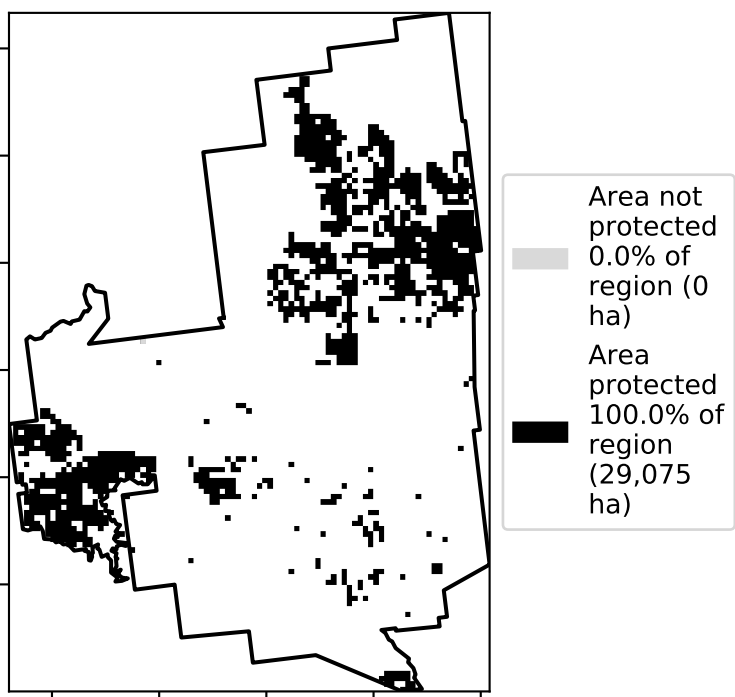 Area not
protected
0.0% of
region (0
ha)
Area
protected
100.0% of
region
(29,075
ha)